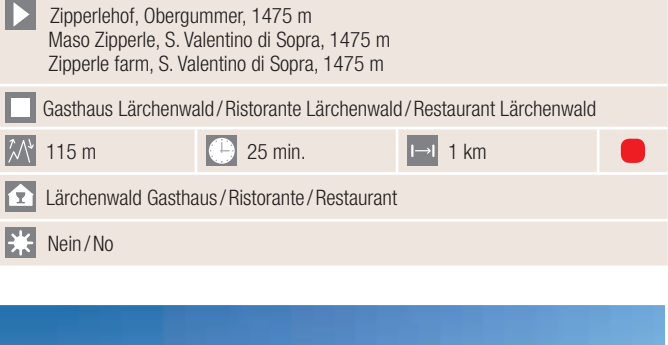 Zipperlehof, Obergummer, 1475 m
Maso Zipperle, S. Valentino di Sopra, 1475 m
Zipperle farm, S. Valentino di Sopra, 1475 m
Gasthaus Lärchenwald / Ristorante Lärchenwald / Restaurant Lärchenwald
115 m 25 min. 1 km
Lärchenwald Gasthaus / Ristorante / Restaurant
Nein / No